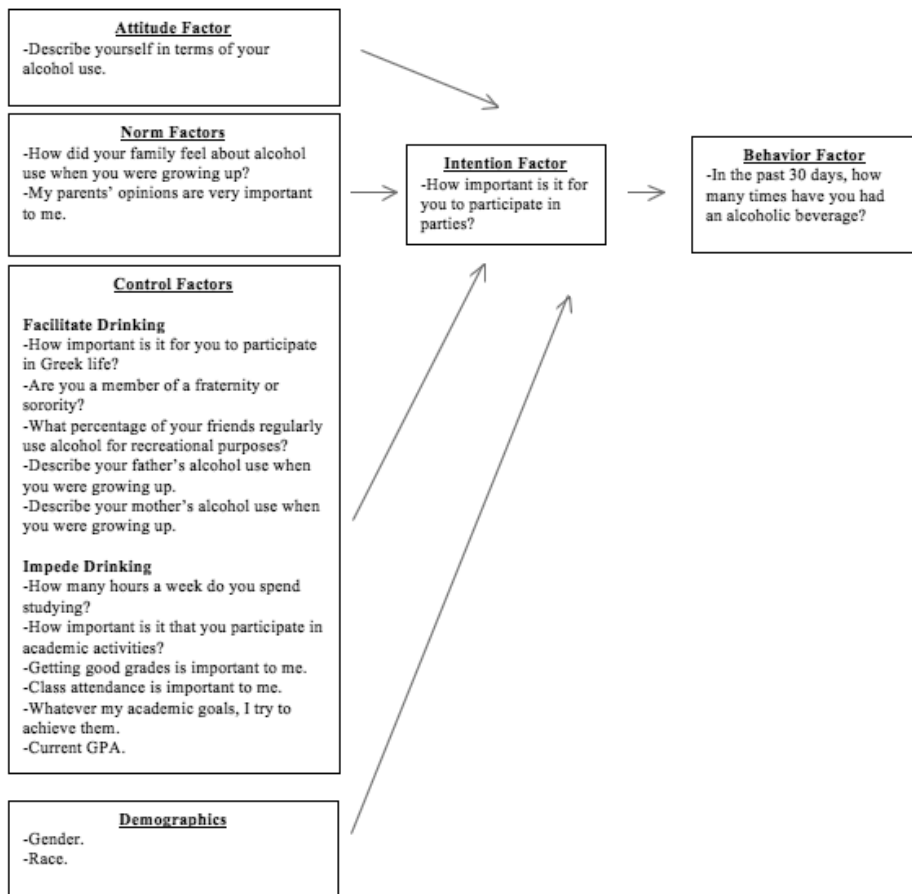 Attitude Factor
-Describe yourself in terms of your
alcohol use.
Norm Factors
-How did your family feel about alcohol
use when you were growing up?
-My parents’ opinions are very important
to me.
Control Factors
Facilitate Drinking
-How important is it for you to participate
in Greek life?
-Are you a member of a fraternity or
sorority?
-What percentage of your friends regularly
use alcohol for recreational purposes?
-Describe your father’s alcohol use when
you were growing up.
-Describe your mother’s alcohol use when
you were growing up.
Impede Drinking
-How many hours a week do you spend
studying?
-How important is it that you participate in
academic activities?
-Getting good grades is important to me.
-Class attendance is important to me.
-Whatever my academic goals, I try to
achieve them.
-Current GPA.
Demographics
-Gender.
-Race.
Intention Factor
-How important is it for
you to participate in
parties?
Behavior Factor
-In the past 30 days, how
many times have you had
an alcoholic beverage?